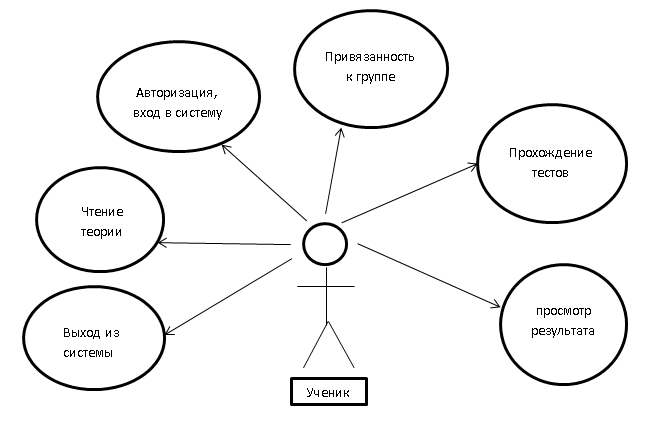 Привязанность
к группе
Авторизация,
вход в систему
Прохождение
тестов
Чтение
теории
просмотр
результата
Выход из
системы
Ученик